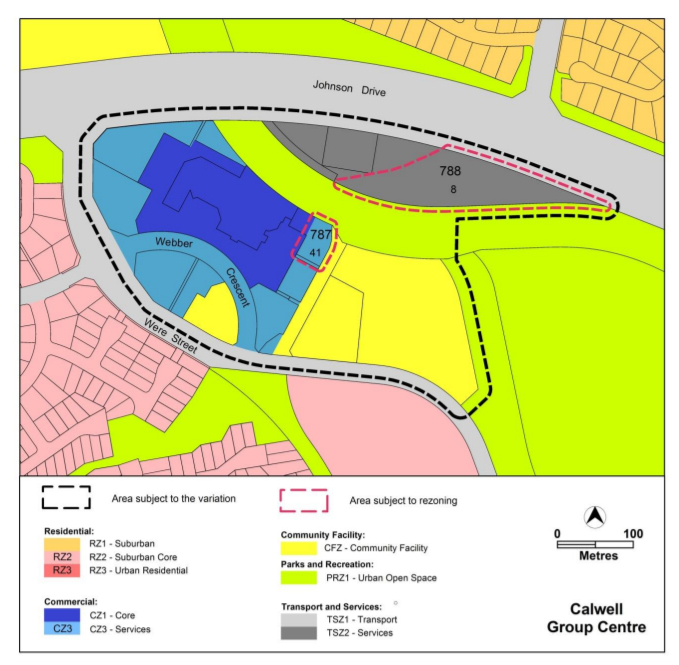 Johnson Drive
788
8
787
41
Webber
Crescent
Were Street
Area subject to the variation
Area subject to rezoning
Residential:
RZ1 - Suburban
RZ2 RZ2 - Suburban Core
RZ3 RZ3 - Urban Residential
Commercial:
CZ1 - Core
CZ3 CZ3 - Services
Community Facility:
CFZ - Community Facility
Parks and Recreation:
PRZ1 - Urban Open Space
Transport and Services:
TSZ1 - Transport
TSZ2 - Services
0 100
Metres
Calwell
Group Centre